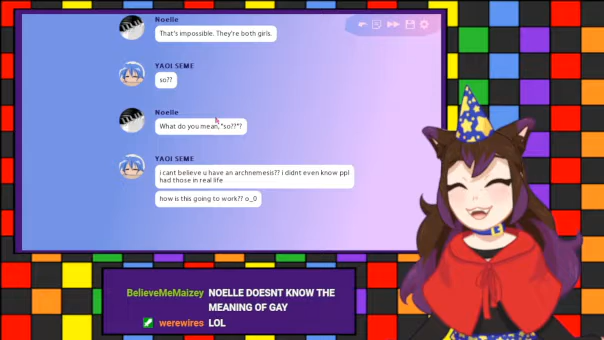 Noelle
That's impossible. They're both girls.
YAOI SEME
so??
Noelle
What do you mean, "so??"?
YAOI SEME
i cant believe u have an archnemesis?? i didnt even know ppl
had those in real life
how is this going to work?? o_0
BelieveMeMaizey NOELLE DOESNT KNOW THE
MEANING OF GAY
werewires LOL